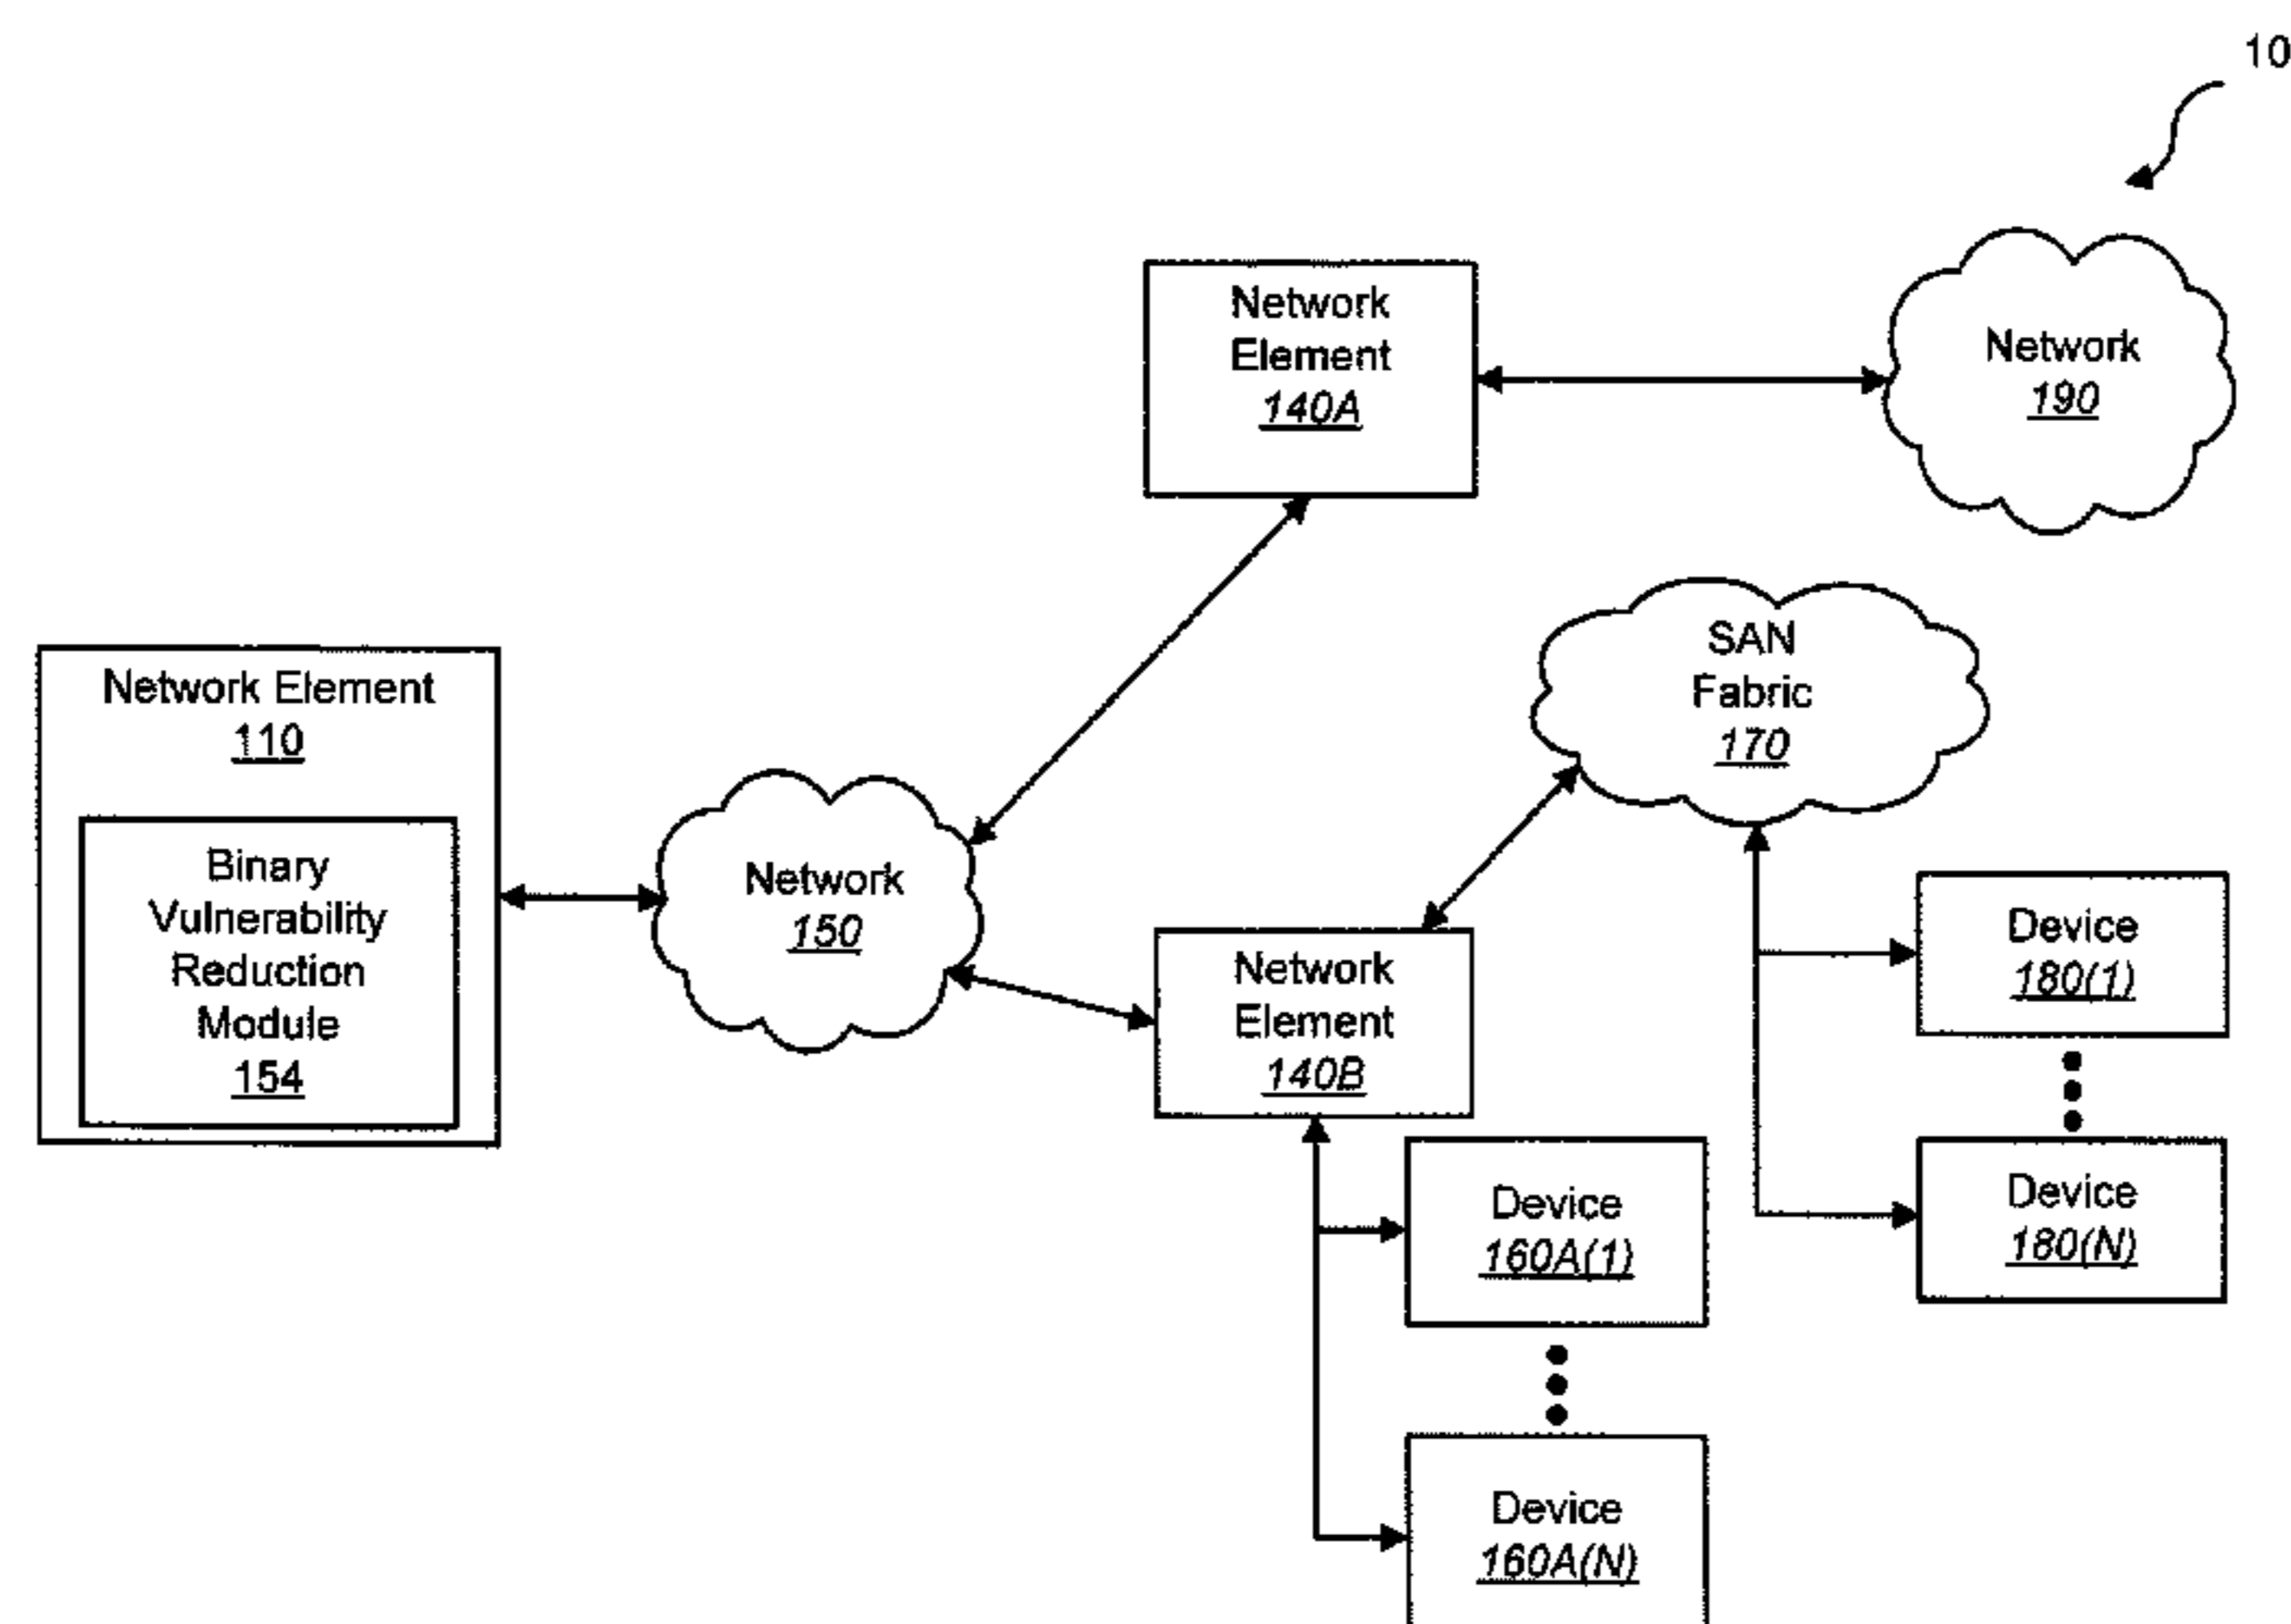 10
Network
Element
140A
Network
190
SAN
Fabric
170
Network Element
110
Binary
Vulnerability
Reduction
Module
154
Network
150
Network
Element
140B
Device
180(1)
Device
180(N)
Device
160A(1)
Device
160A(N)